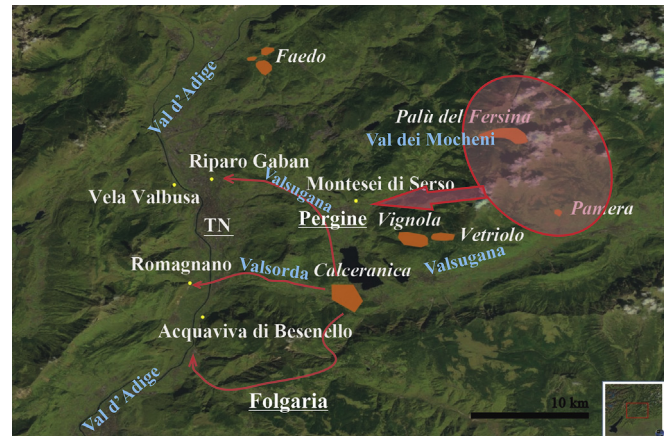 Faedo
Val d'Adige
Palù del Fersina
Val dei Mocheni
Riparo Gaban
Valsugana
Montesei di Serso
Vela Valbusa
Pergine
Pamera
TN
Vignola
Vetriolo
Romagnano
Valsorda
Calceranica
Valsugana
Acquaviva di Besenello
Val d'Adige
Folgaria
10 km